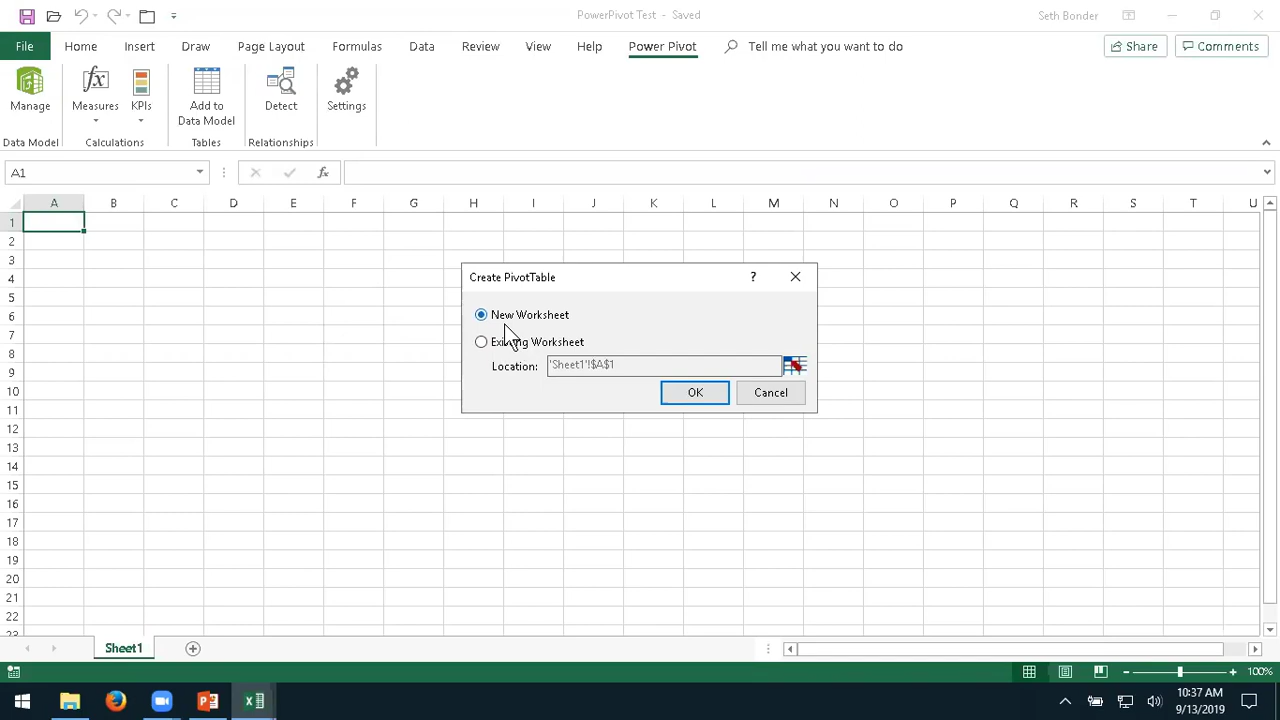 PowerPivot Test - Saved
Seth Bonder
File Home Insert Draw Page Layout Formulas Data Review View Help Power Pivot Tell me what you want to do Share Comments
Manage Measures KPIs Add to Data Model Detect Settings
Data Model Calculations Tables Relationships
A1 fx
A B C D E F G H I J K L M N O P Q R S T U
1
2
3
4
5
6
7
8
9
10
11
12
13
14
15
16
17
18
19
20
21
22
23
Create PivotTable ?
New Worksheet
Existing Worksheet
Location: 'Sheet1'!$A$1
OK Cancel
Sheet1
100%
10:37 AM
9/13/2019